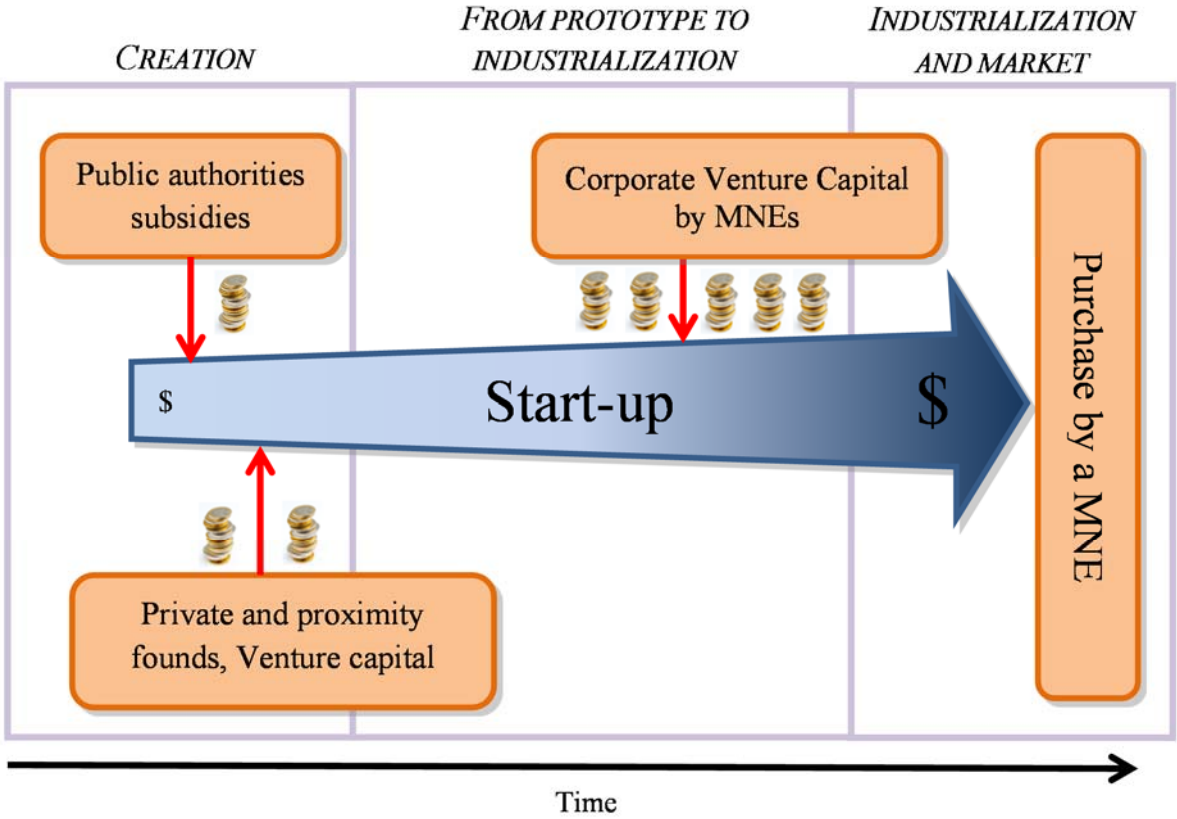 CREATION
FROM PROTOTYPE TO
INDUSTRIALIZATION
INDUSTRIALIZATION
AND MARKET
Public authorities
subsidies
Corporate Venture Capital
by MNEs
$
Start-up
$
Purchase by a MNE
Private and proximity
founds, Venture capital
Time